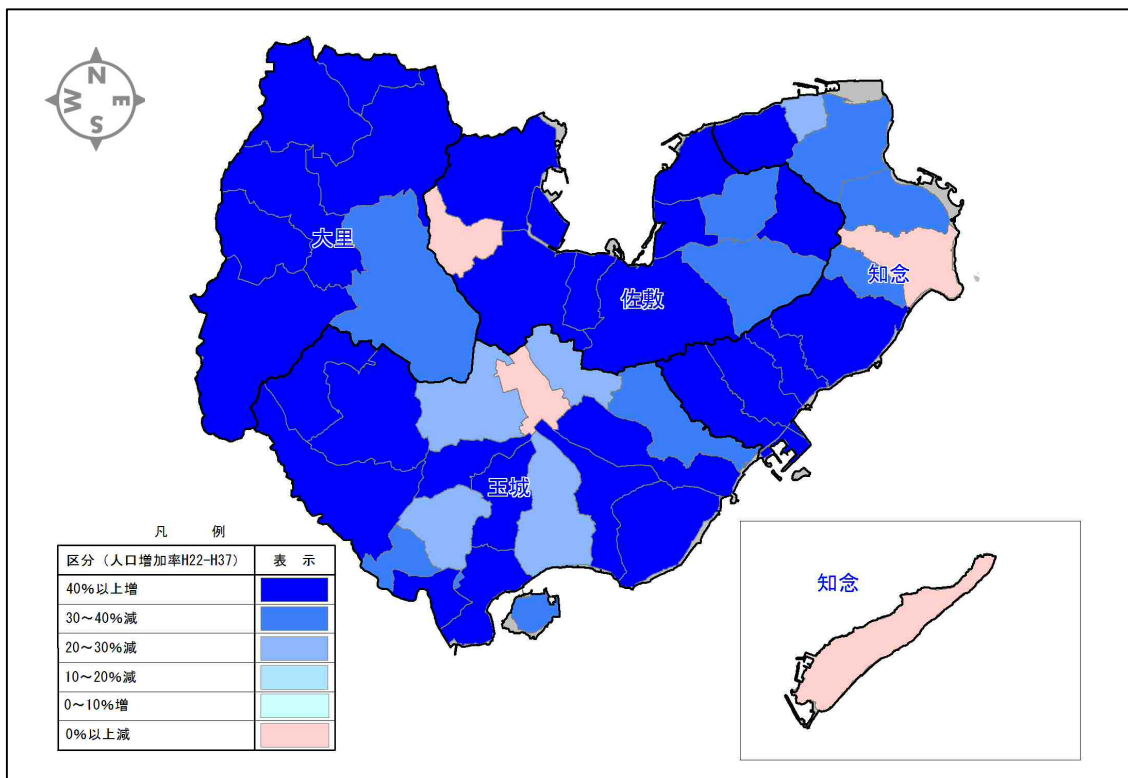 N
W
E
S
大里
佐敷
知念
玉城
凡 例
区分（人口増加率H22-H37） 表 示
40%以上増
30～40%減
20～30%減
10～20%減
0～10%増
0%以上減
知念